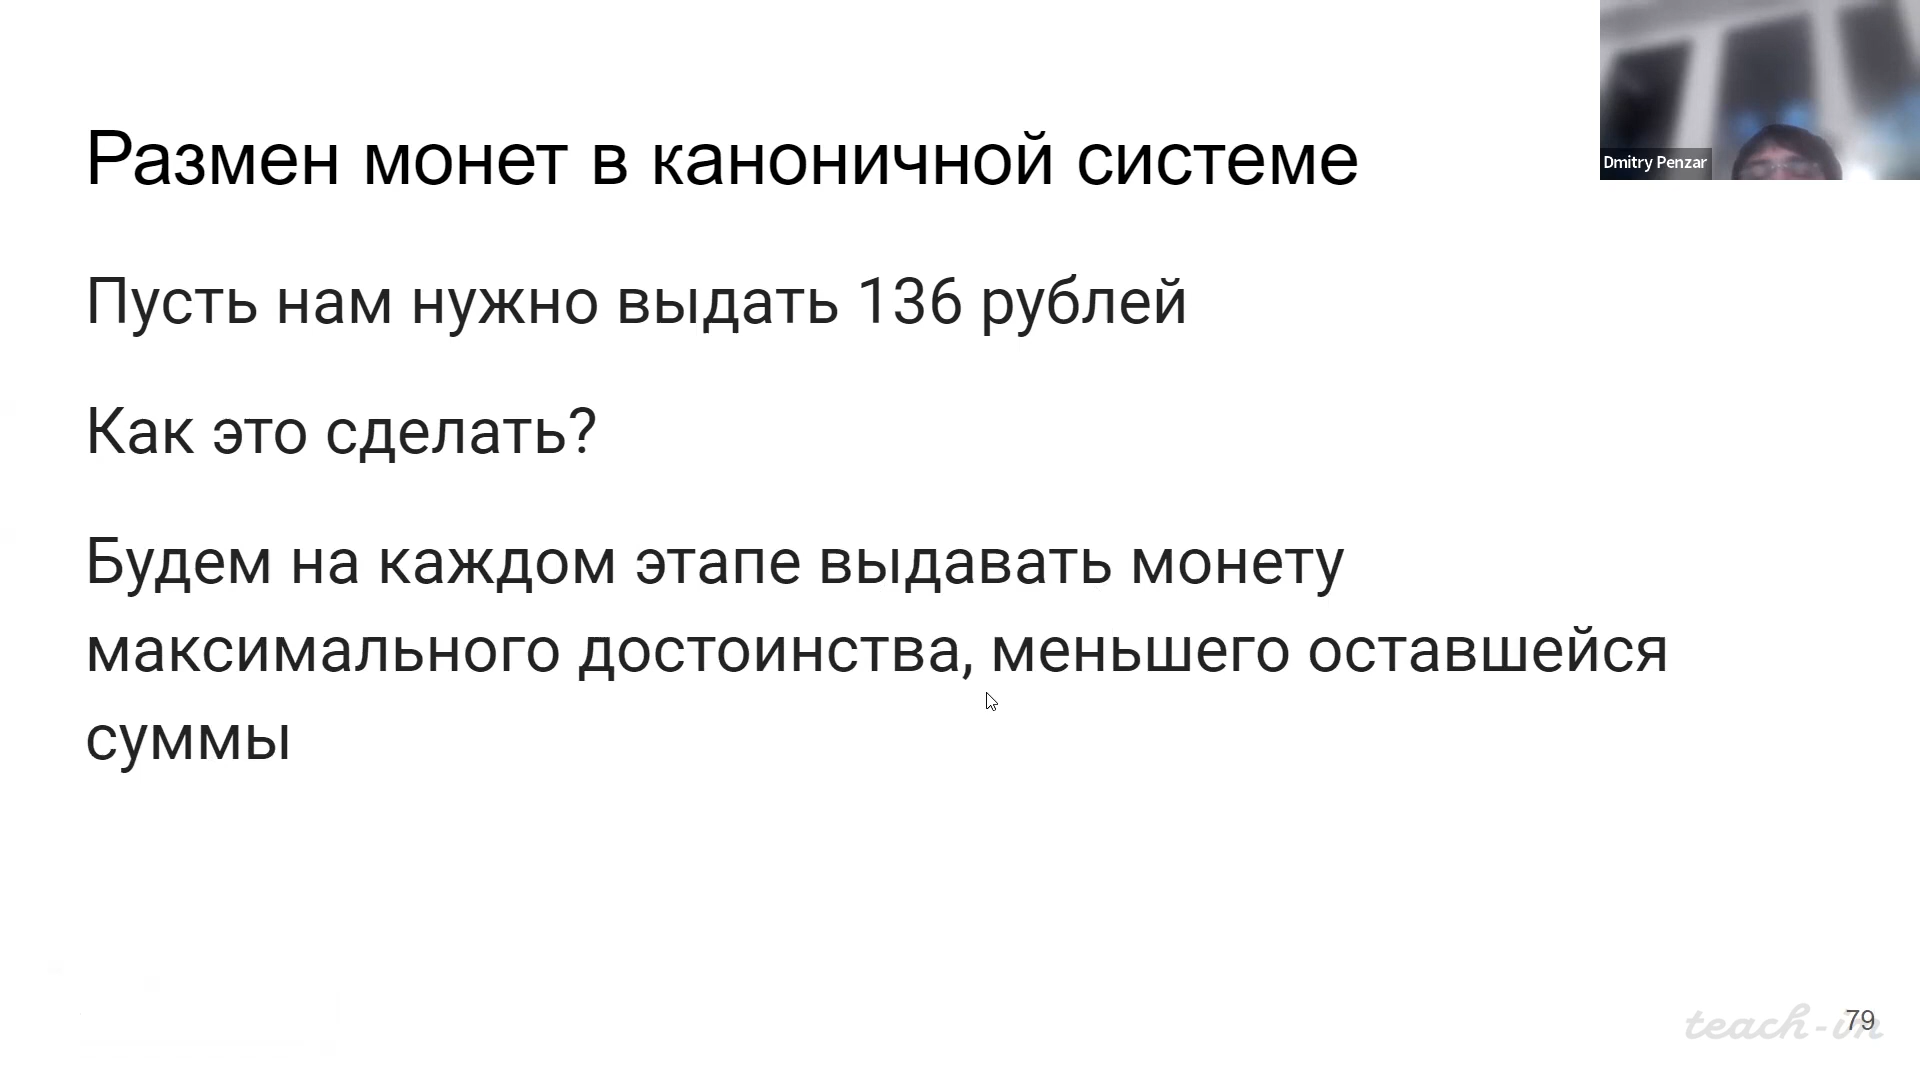 Размен монет в каноничной системе
Dmitry Penzar
Пусть нам нужно выдать 136 рублей
Как это сделать?
Будем на каждом этапе выдавать монету
максимального достоинства, меньшего оставшейся
суммы
teach-in
79